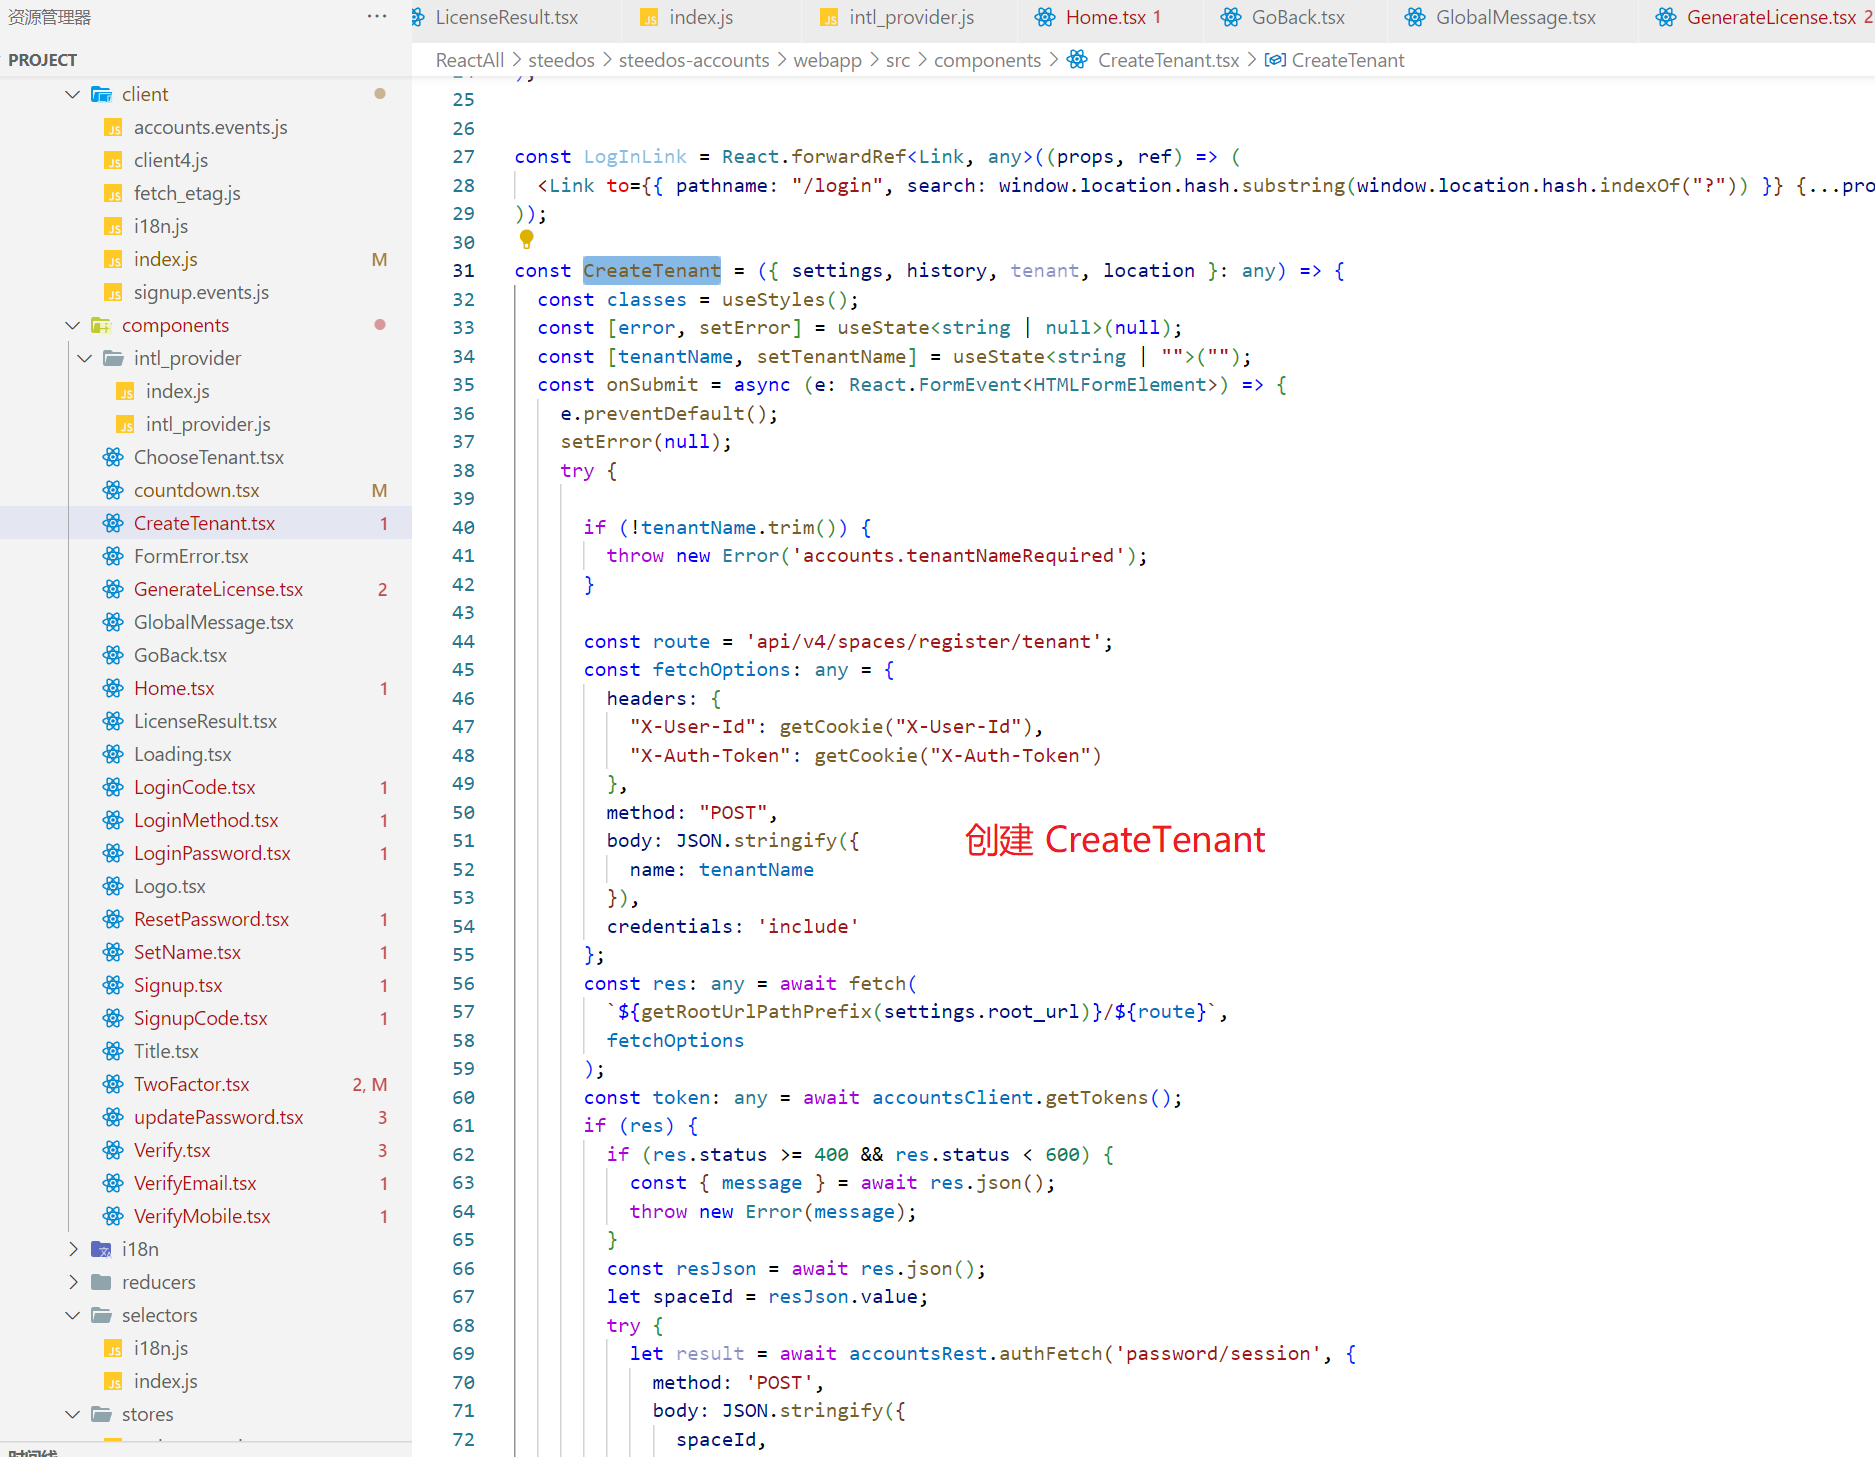 资源管理器
PROJECT
client
accounts.events.js
client4.js
fetch_etag.js
i18n.js
index.js M
signup.events.js
components
intl_provider
index.js
intl_provider.js
ChooseTenant.tsx
countdown.tsx M
CreateTenant.tsx 1
FormError.tsx
GenerateLicense.tsx 2
GlobalMessage.tsx
GoBack.tsx
Home.tsx 1
LicenseResult.tsx
Loading.tsx
LoginCode.tsx 1
LoginMethod.tsx 1
LoginPassword.tsx 1
Logo.tsx
ResetPassword.tsx 1
SetName.tsx 1
Signup.tsx 1
SignupCode.tsx 1
Title.tsx
TwoFactor.tsx 2, M
updatePassword.tsx 3
Verify.tsx 3
VerifyEmail.tsx 1
VerifyMobile.tsx 1
i18n
reducers
selectors
i18n.js
index.js
stores
LicenseResult.tsx index.js intl_provider.js Home.tsx 1 GoBack.tsx GlobalMessage.tsx GenerateLicense.tsx 2
ReactAll > steedos > steedos-accounts > webapp > src > components > CreateTenant.tsx > CreateTenant
25
26
27 const LogInLink = React.forwardRef<Link, any>((props, ref) => (
28 <Link to={{ pathname: "/login", search: window.location.hash.substring(window.location.hash.indexOf("?")) }} {...pro
29 ));
30
31 const CreateTenant = ({ settings, history, tenant, location }: any) => {
32 const classes = useStyles();
33 const [error, setError] = useState<string | null>(null);
34 const [tenantName, setTenantName] = useState<string | "">("");
35 const onSubmit = async (e: React.FormEvent<HTMLFormElement>) => {
36 e.preventDefault();
37 setError(null);
38 try {
39
40 if (!tenantName.trim()) {
41 throw new Error('accounts.tenantNameRequired');
42 }
43
44 const route = 'api/v4/spaces/register/tenant';
45 const fetchOptions: any = {
46 headers: {
47 "X-User-Id": getCookie("X-User-Id"),
48 "X-Auth-Token": getCookie("X-Auth-Token")
49 },
50 method: "POST",
51 body: JSON.stringify({
创建 CreateTenant
52 name: tenantName
53 }),
54 credentials: 'include'
55 };
56 const res: any = await fetch(
57 `${getRootUrlPathPrefix(settings.root_url)}/${route}`,
58 fetchOptions
59 );
60 const token: any = await accountsClient.getTokens();
61 if (res) {
62 if (res.status >= 400 && res.status < 600) {
63 const { message } = await res.json();
64 throw new Error(message);
65 }
66 const resJson = await res.json();
67 let spaceId = resJson.value;
68 try {
69 let result = await accountsRest.authFetch('password/session', {
70 method: 'POST',
71 body: JSON.stringify({
72 spaceId,